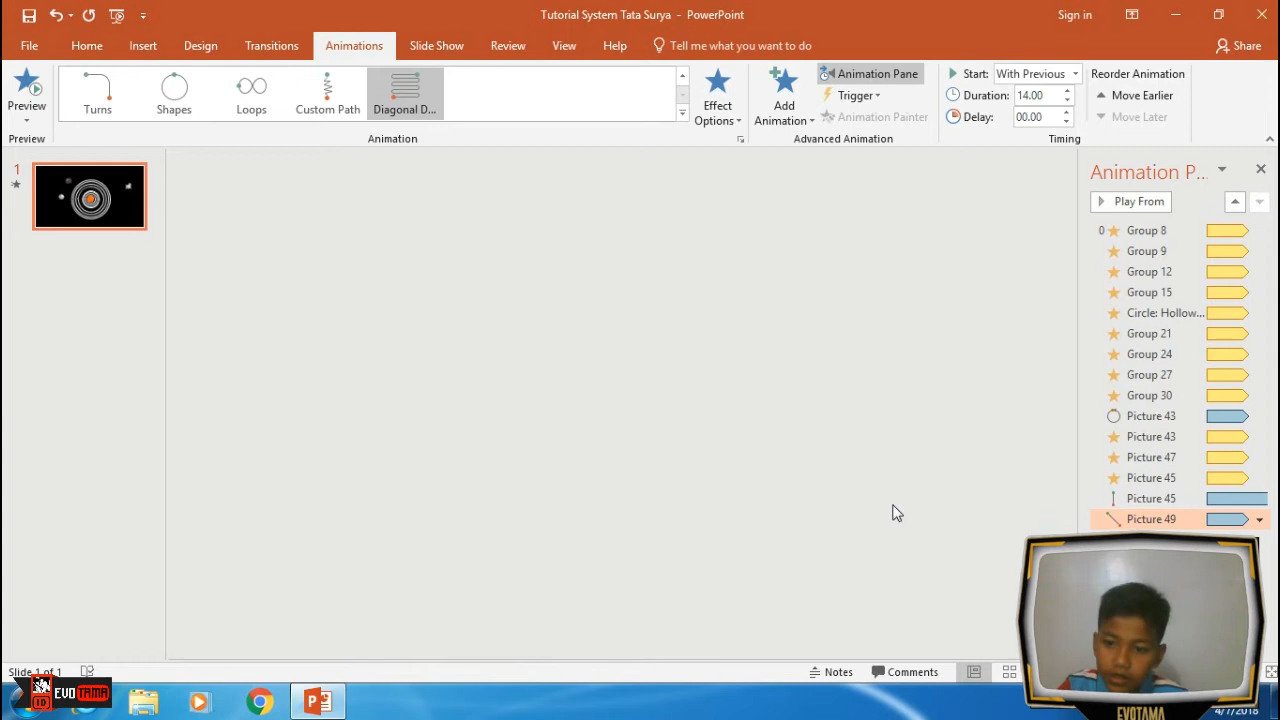 Tutorial System Tata Surya - PowerPoint
Sign in
File Home Insert Design Transitions Animations Slide Show Review View Help Tell me what you want to do Share
Preview
Turns Shapes Loops Custom Path Diagonal D...
Effect Options
Add Animation
Animation Pane
Trigger
Animation Painter
Start: With Previous
Duration: 14.00
Delay: 00.00
Reorder Animation
Move Earlier
Move Later
Preview Animation Advanced Animation Timing
1
Animation P...
Play From
0 Group 8
Group 9
Group 12
Group 15
Circle: Hollow...
Group 21
Group 24
Group 27
Group 30
Picture 43
Picture 43
Picture 47
Picture 45
Picture 45
Picture 49
Slide 1 of 1
Notes Comments
ID EVOTAMA
EVOTAMA
4/7/2018